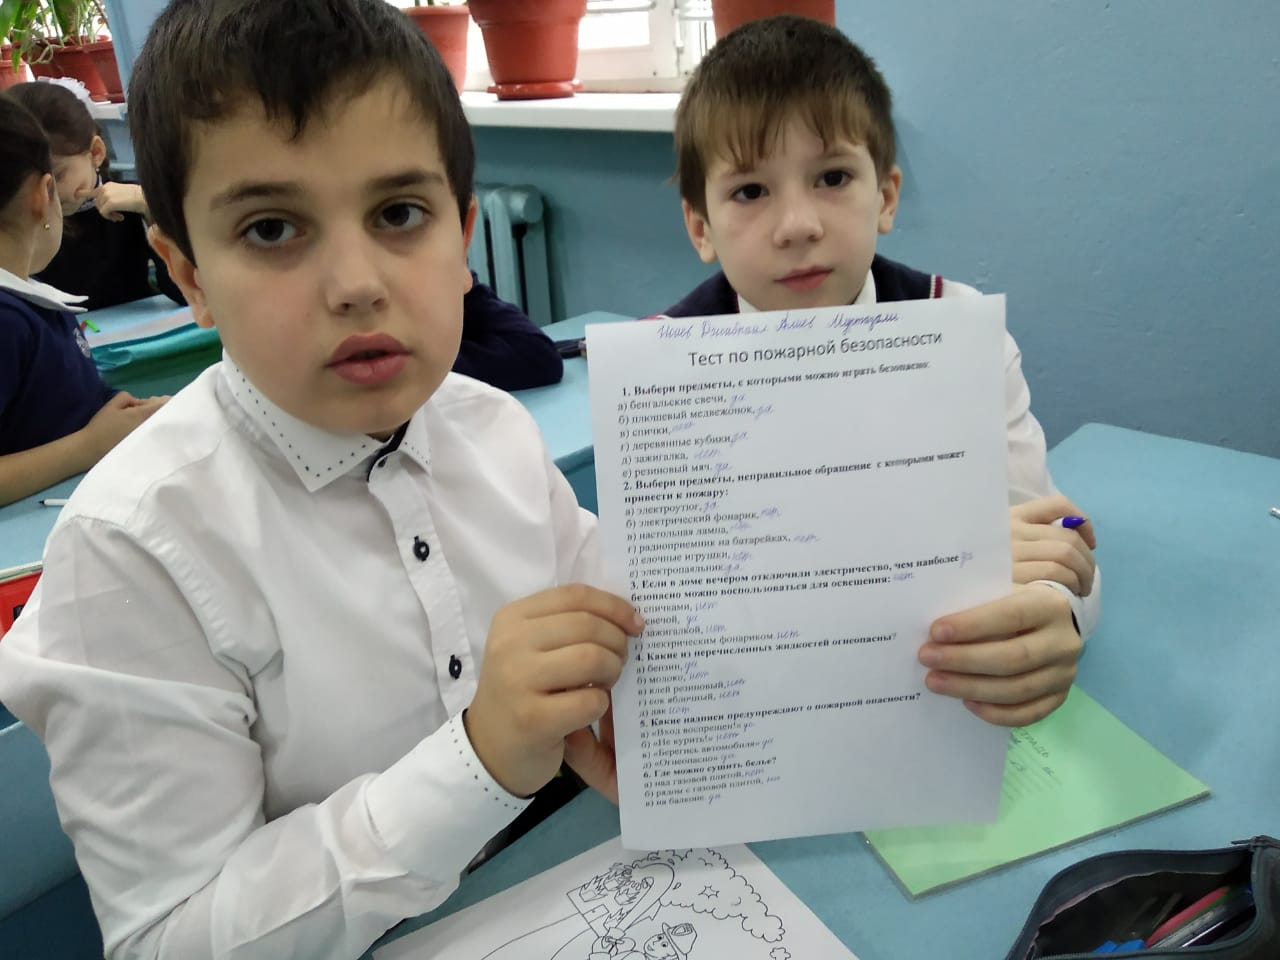 Исаев Джабраил Алиев Муртазали
Тест по пожарной безопасности
1. Выбери предметы, с которыми можно играть безопасно:
а) бенгальские свечи, да
б) плюшевый медвежонок, да
в) спички, нет
г) деревянные кубики, да
д) зажигалка, нет
е) резиновый мяч, да
2. Выбери предметы, неправильное обращение с которыми может
привести к пожару:
а) электроутюг, да
б) электрический фонарик, нет
в) настольная лампа, нет
г) радиоприемник на батарейках, нет
д) елочные игрушки, нет
е) электропаяльник да
3. Если в доме вечером отключили электричество, чем наиболее да
безопасно можно воспользоваться для освещения: нет
а) спичками, нет
свечой, да
зажигалкой, нет
г) электрическим фонариком нет
4. Какие из перечисленных жидкостей огнеопасны?
а) бензин, да
б) молоко, нет
в) клей резиновый, нет
г) сок яблочный, нет
д) лак нет
5. Какие надписи предупреждают о пожарной опасности?
а) «Вход воспрещен!» да
б) «Не курить!» нет
в) «Берегись автомобиля» да
д) «Огнеопасно» да
6. Где можно сушить белье?
а) над газовой плитой, нет
б) рядом с газовой плитой,
в) на балконе да